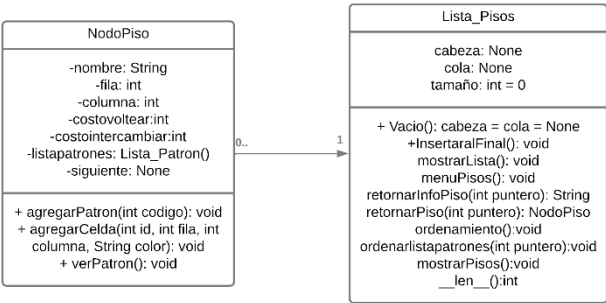 NodoPiso
-nombre: String
-fila: int
-columna: int
-costovoltear:int
-costointercambiar:int
-listapatrones: Lista_Patron()
-siguiente: None
+ agregarPatron(int codigo): void
+ agregarCelda(int id, int fila, int
columna, String color): void
+ verPatron(): void
0..
1
Lista_Pisos
cabeza: None
cola: None
tamaño: int = 0
+ Vacio(): cabeza = cola = None
+InsertaralFinal(): void
mostrarLista(): void
menuPisos(): void
retornarInfoPiso(int puntero): String
retornarPiso(int puntero): NodoPiso
ordenamiento():void
ordenarlistapatrones(int puntero):void
mostrarPisos():void
__len__():int